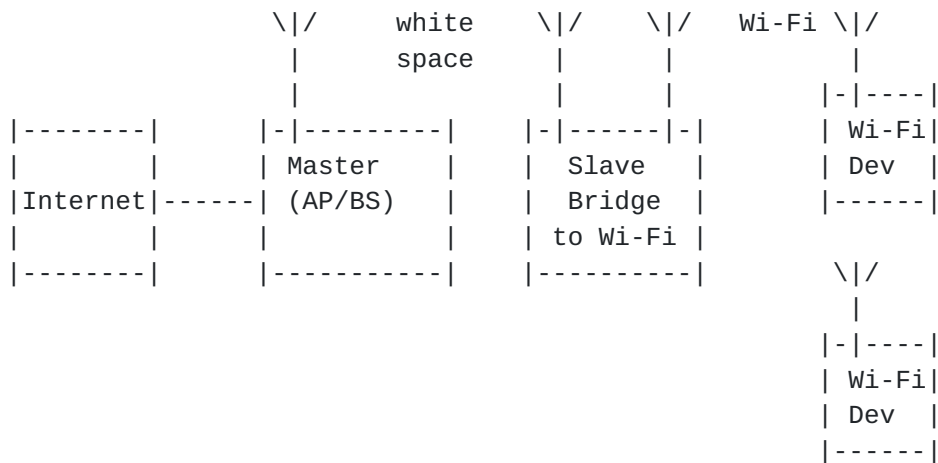 \|/ white \|/ \|/ Wi-Fi \|/
| space | | |
| | | |-|----|
|--------| |-|---------| |-|------|-| | Wi-Fi|
| | | Master | | Slave | | Dev |
|Internet|------| (AP/BS) | | Bridge | |------|
| | | | | to Wi-Fi |
|--------| |-----------| |----------| \|/
|
|-|----|
| Wi-Fi|
| Dev |
|------|